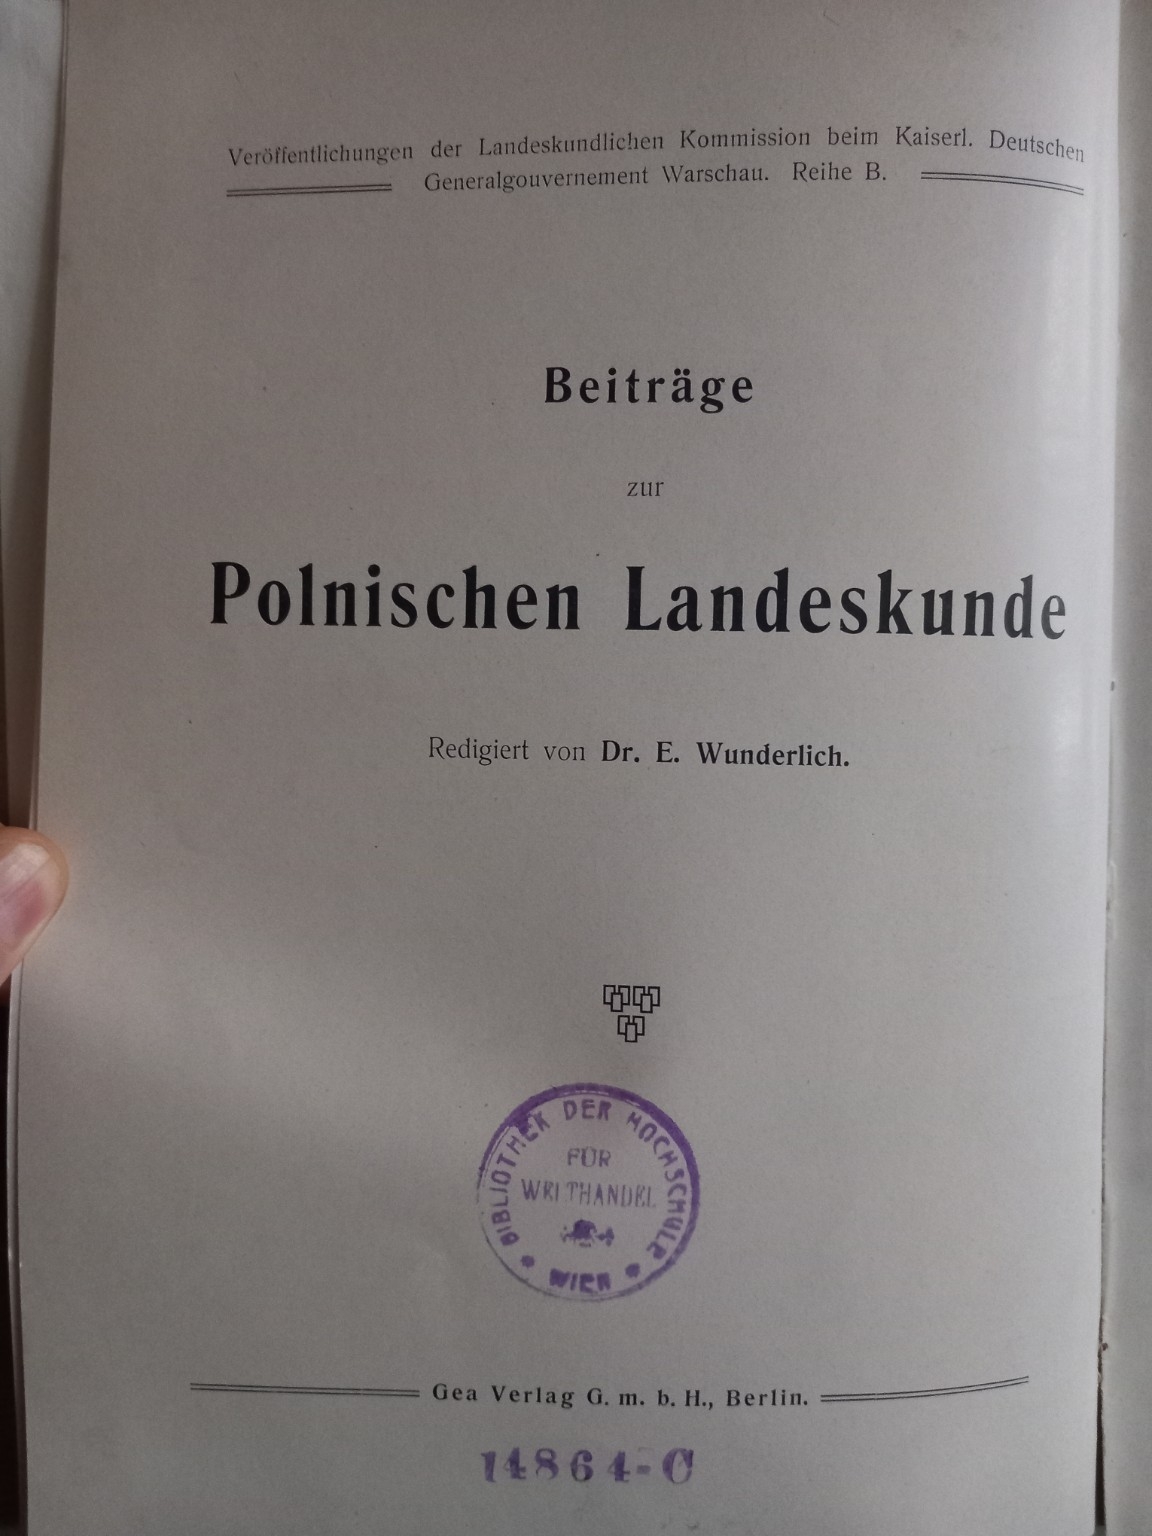 Veröffentlichungen der Landeskundlichen Kommission beim Kaiserl. Deutschen
Generalgouvernement Warschau. Reihe B.
Beiträge
zur
Polnischen Landeskunde
Redigiert von Dr. E. Wunderlich.
BIBLIOTHEK DER HOCHSCHULE
FÜR
WELTHANDEL
WIEN
Gea Verlag G. m. b. H., Berlin.
14864-C